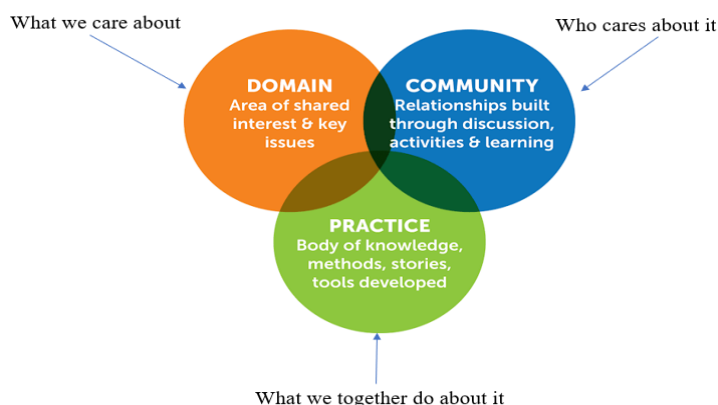 What we care about
Who cares about it
DOMAIN
Area of shared
interest & key
issues
COMMUNITY
Relationships built
through discussion,
activities & learning
PRACTICE
Body of knowledge,
methods, stories,
tools developed
What we together do about it